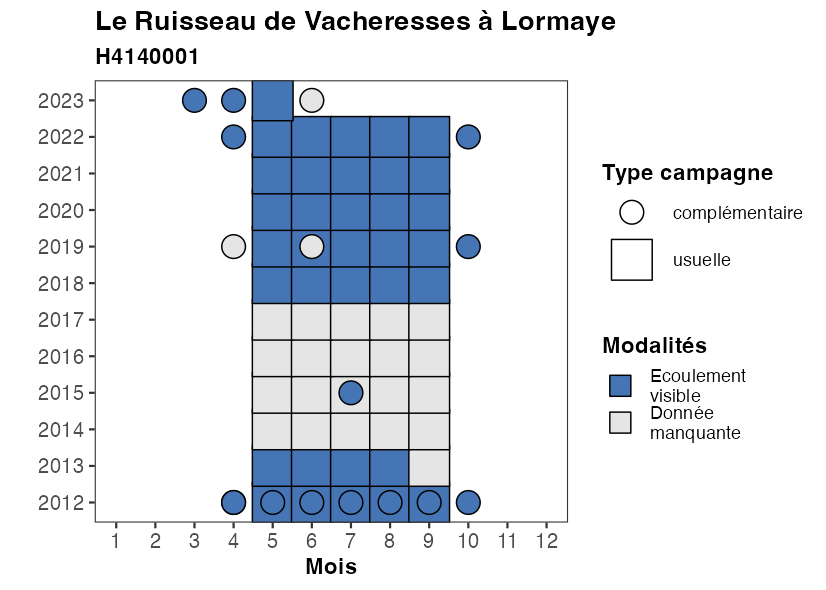 Le Ruisseau de Vacheresses à Lormaye
H4140001
2023
2022
2021
2020
2019
2018
2017
2016
2015
2014
2013
2012
1 2 3 4 5 6 7 8 9 10 11 12
Mois
Type campagne
complémentaire
usuelle
Modalités
Ecoulement
visible
Donnée
manquante